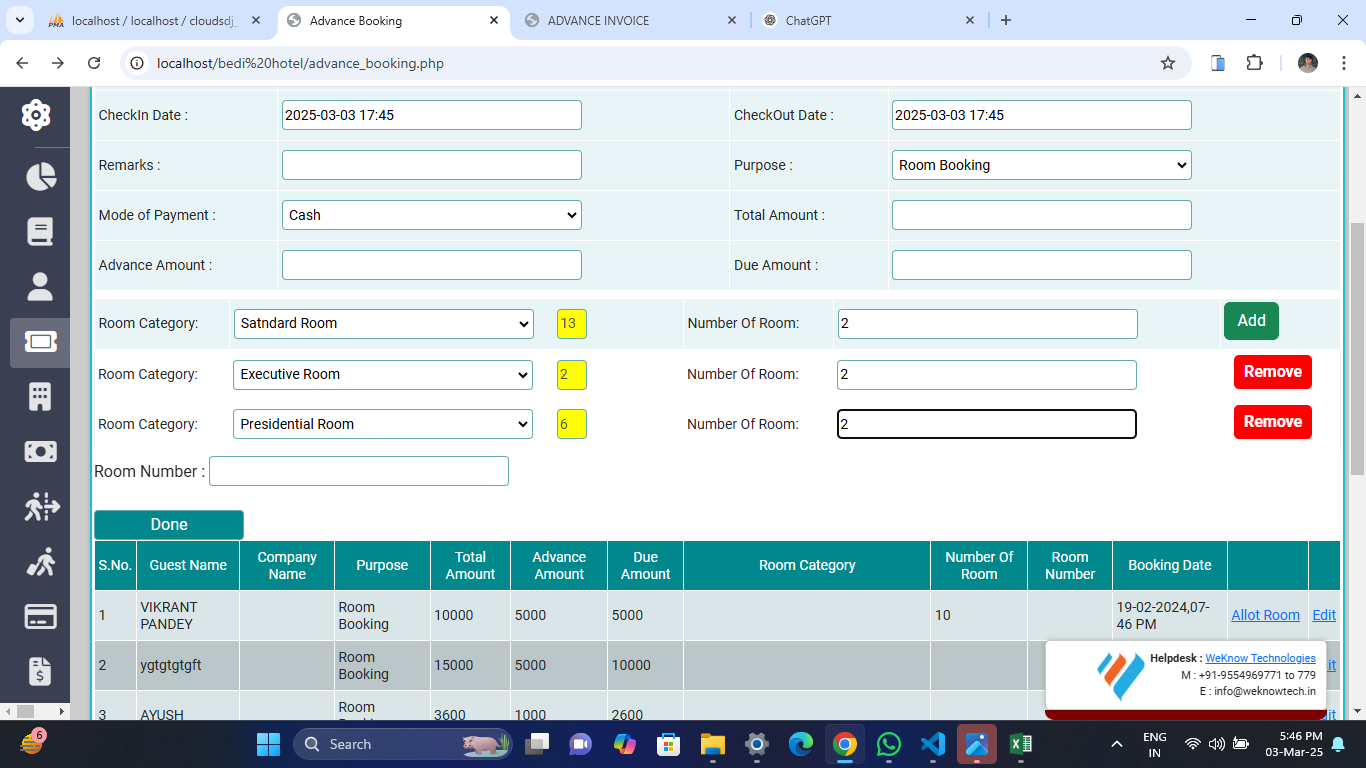 localhost / localhost / cloudsdj_
Advance Booking
ADVANCE INVOICE
ChatGPT
localhost/bedi%20hotel/advance_booking.php
CheckIn Date :
2025-03-03 17:45
CheckOut Date :
2025-03-03 17:45
Remarks :
Purpose :
Room Booking
Mode of Payment :
Cash
Total Amount :
Advance Amount :
Due Amount :
Room Category:
Satndard Room
13
Number Of Room:
2
Add
Room Category:
Executive Room
2
Number Of Room:
2
Remove
Room Category:
Presidential Room
6
Number Of Room:
2
Remove
Room Number :
Done
S.No.
Guest Name
Company
Name
Purpose
Total
Amount
Advance
Amount
Due
Amount
Room Category
Number Of
Room
Room
Number
Booking Date
1
VIKRANT
PANDEY
Room
Booking
10000
5000
5000
10
19-02-2024,07-
46 PM
Allot Room
Edit
2
ygtgtgtgft
Room
Booking
15000
5000
10000
3
AYUSH
Room
3600
1000
2600
Helpdesk : WeKnow Technologies
M : +91-9554969771 to 779
E : info@weknowtech.in
6
Search
ENG
IN
5:46 PM
03-Mar-25